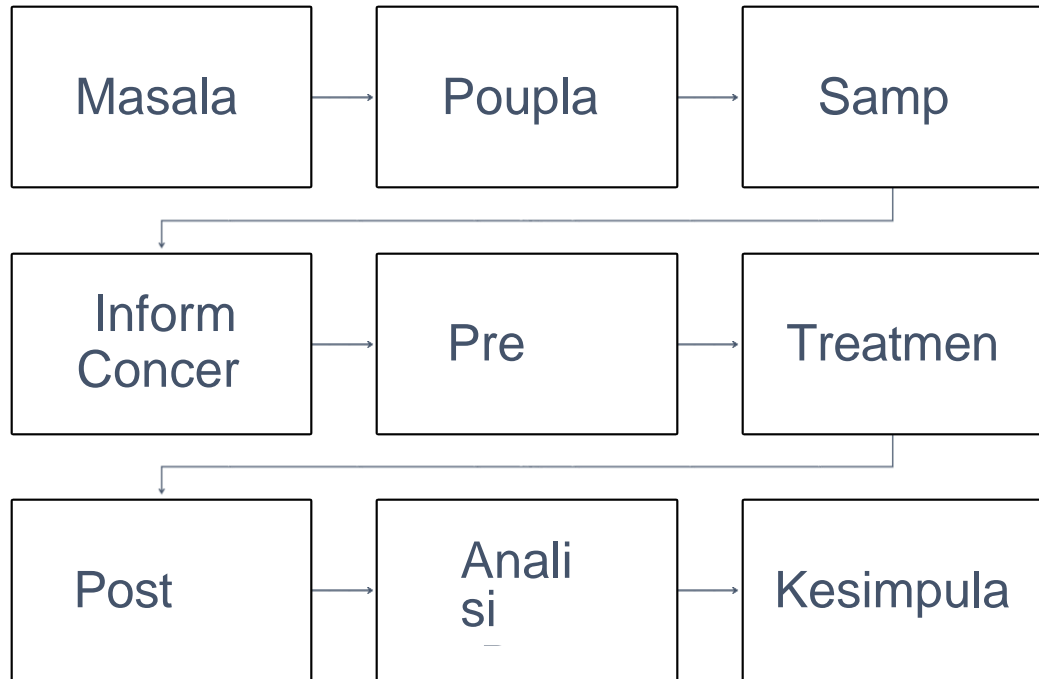 Masala
Poupla
Samp
Inform
Concer
Pre
Treatmen
Post
Anali
si
Kesimpula